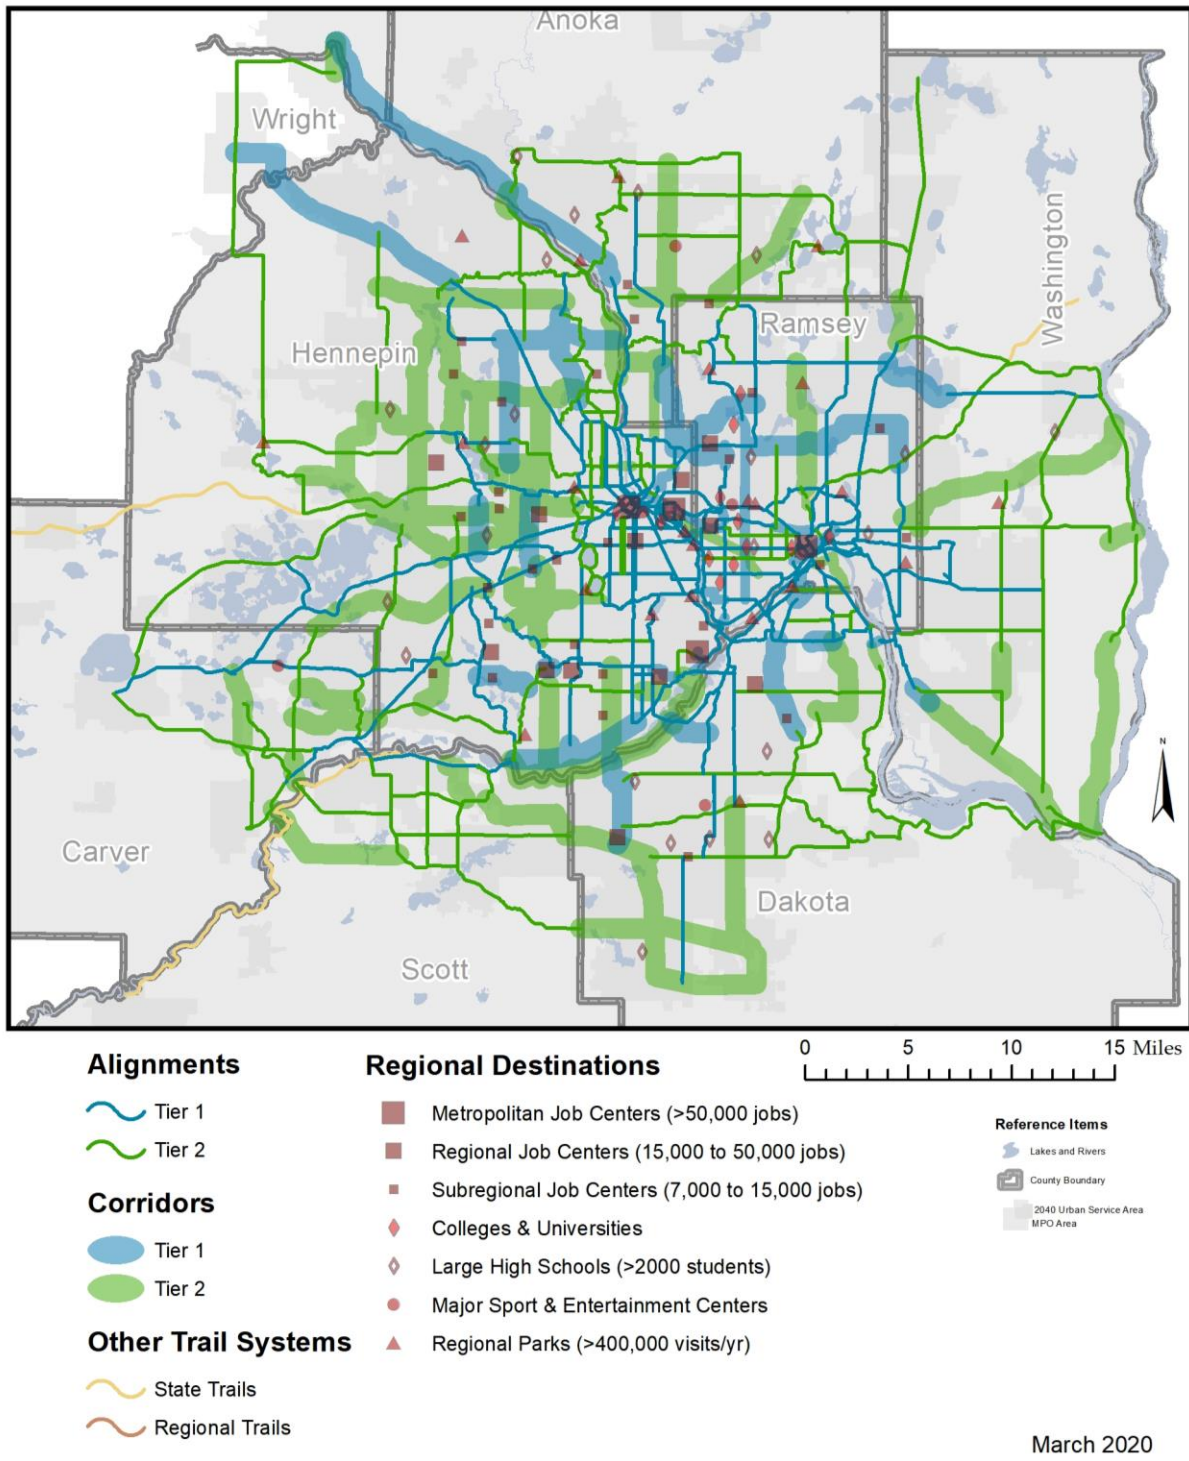 Anoka
Wright
Washington
Ramsey
Hennepin
Carver
Dakota
Scott
N
Alignments
Tier 1
Tier 2
Corridors
Tier 1
Tier 2
Other Trail Systems
State Trails
Regional Trails
Regional Destinations
Metropolitan Job Centers (>50,000 jobs)
Regional Job Centers (15,000 to 50,000 jobs)
Subregional Job Centers (7,000 to 15,000 jobs)
Colleges & Universities
Large High Schools (>2000 students)
Major Sport & Entertainment Centers
Regional Parks (>400,000 visits/yr)
0 5 10 15 Miles
Reference Items
Lakes and Rivers
County Boundary
2040 Urban Service Area
MPO Area
March 2020